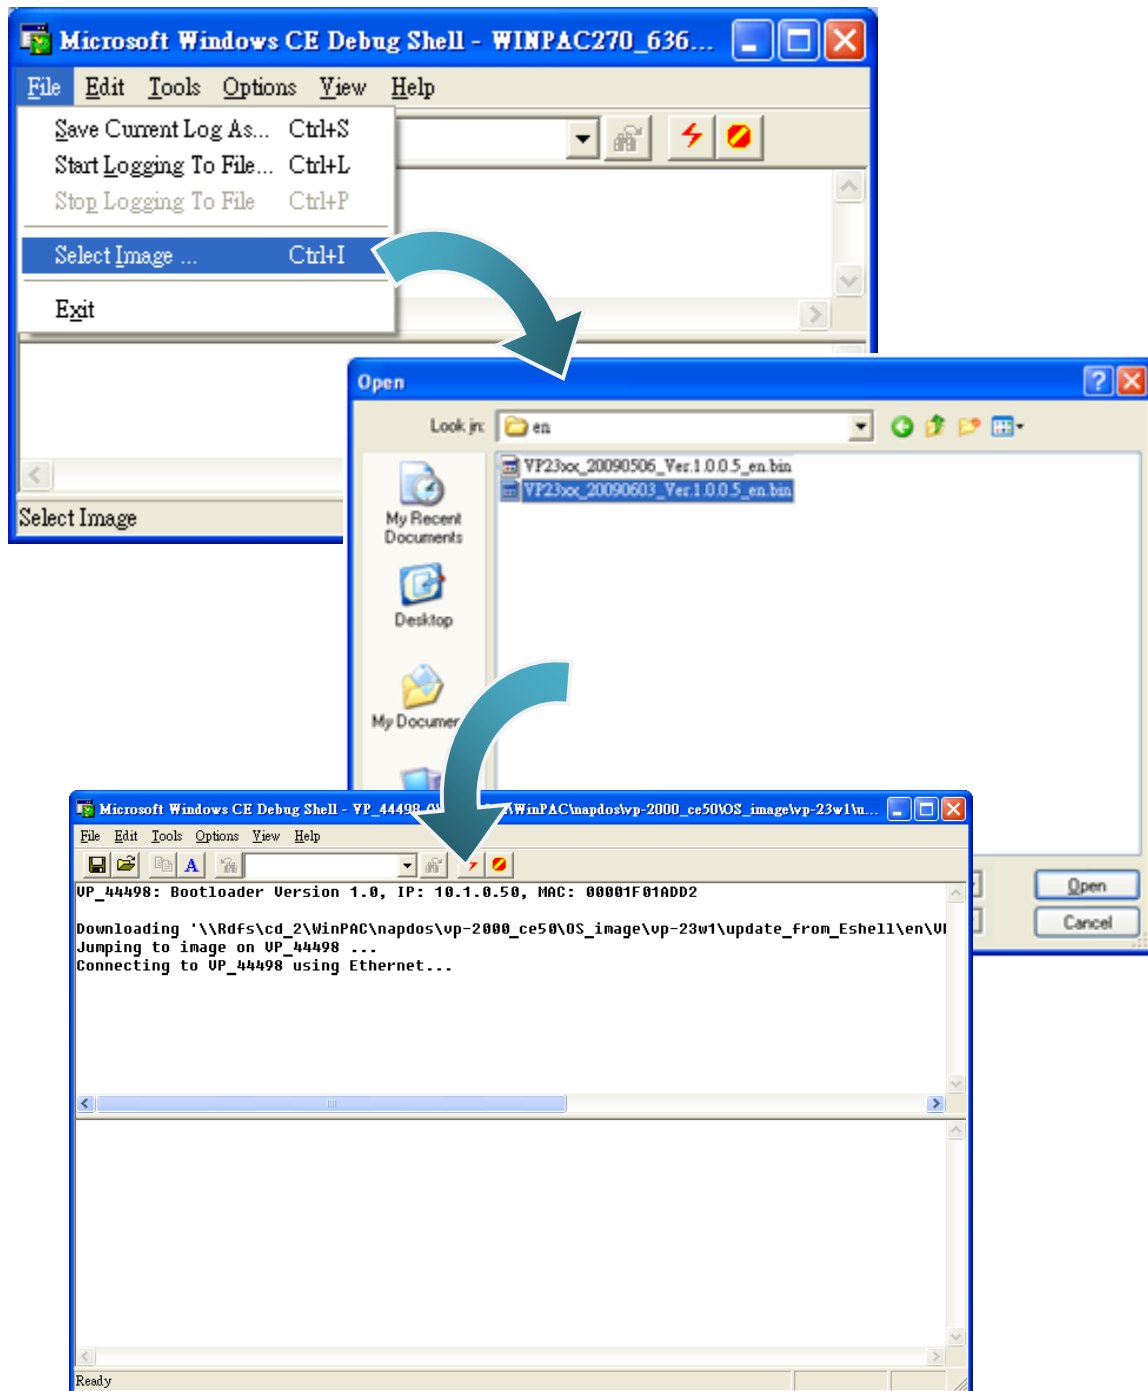 Microsoft Windows CE Debug Shell - WINPAC270_636...
File Edit Tools Options View Help
Save Current Log As... Ctrl+S
Start Logging To File... Ctrl+L
Stop Logging To File Ctrl+P
Select Image ... Ctrl+I
Exit
Select Image
Open
Look in: en
VP23xx_20090506_Ver.1.0.0.5_en.bin
VP23xx_20090603_Ver.1.0.0.5_en.bin
My Recent
Documents
Desktop
My Documen
Open
Cancel
Microsoft Windows CE Debug Shell - VP_44498 WinPAC\napdos\vp-2000_ce50\OS_image\vp-23w1\u...
File Edit Tools Options View Help
A
VP_44498: Bootloader Version 1.0, IP: 10.1.0.50, MAC: 00001F01ADD2
Downloading '\\Rdfs\cd_2\WinPAC\napdos\vp-2000_ce50\OS_image\vp-23w1\update_from_Eshell\en\V
Jumping to image on VP_44498 ...
Connecting to VP_44498 using Ethernet...
Ready